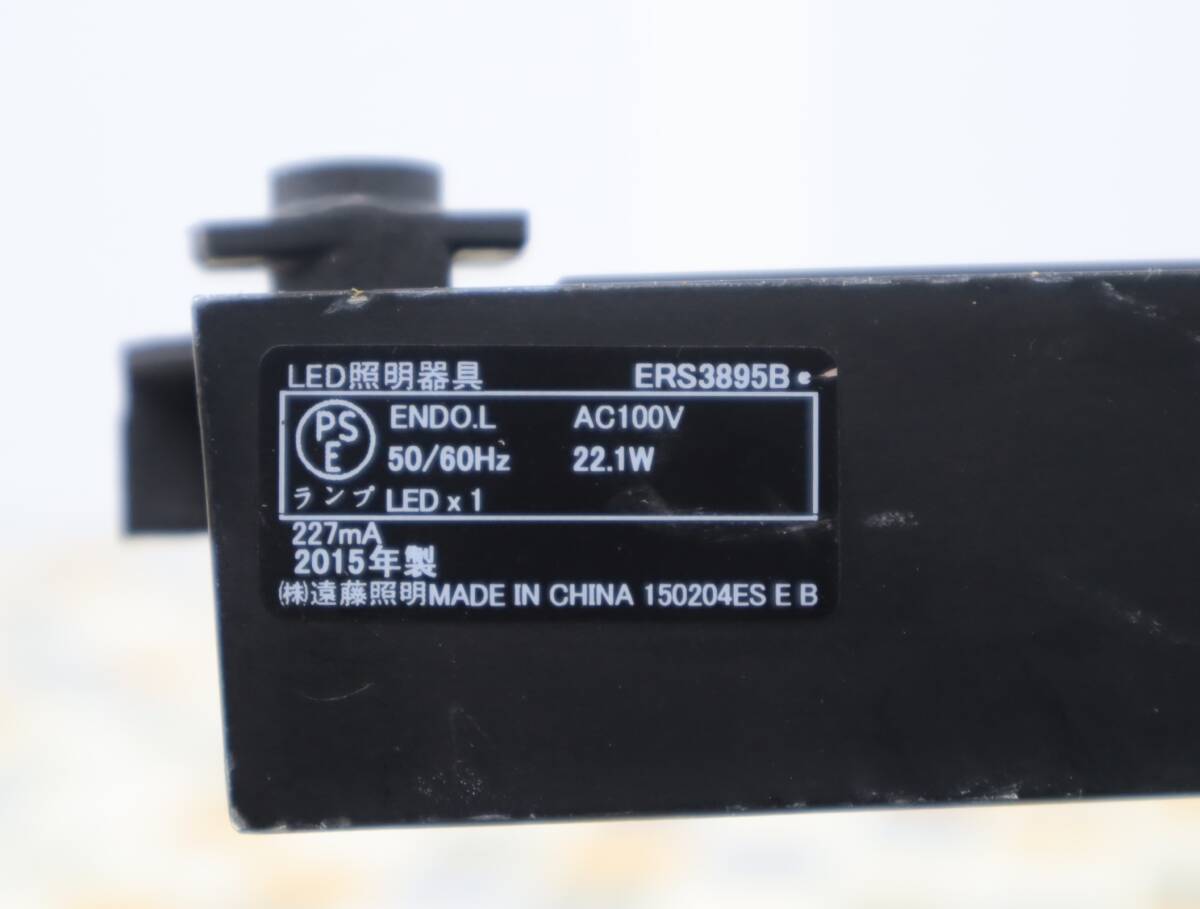 LED照明器具 ERS3895B
PSE ENDO.L AC100V
50/60Hz 22.1W
ランプ LED x 1
227mA
2015年製
㈱遠藤照明MADE IN CHINA 150204ES E B